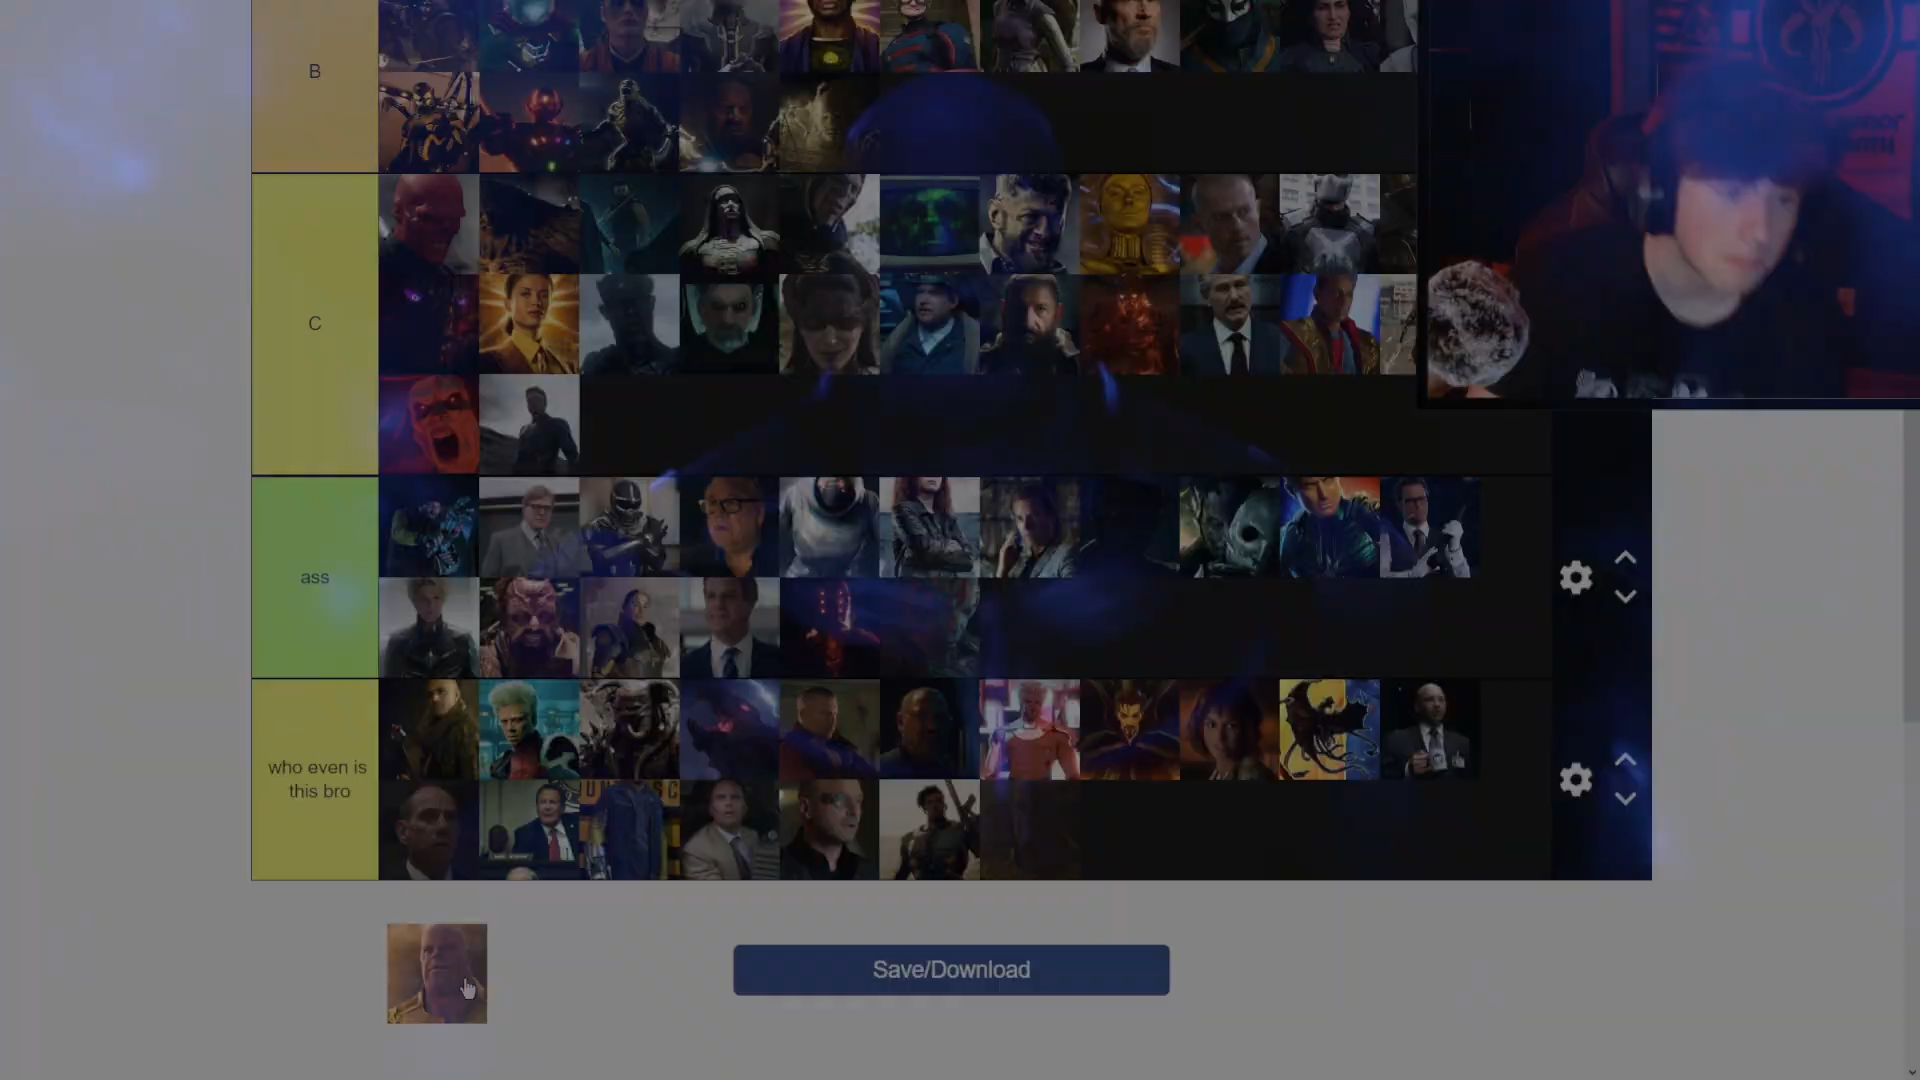 B
C
ass
who even is
this bro
Save/Download